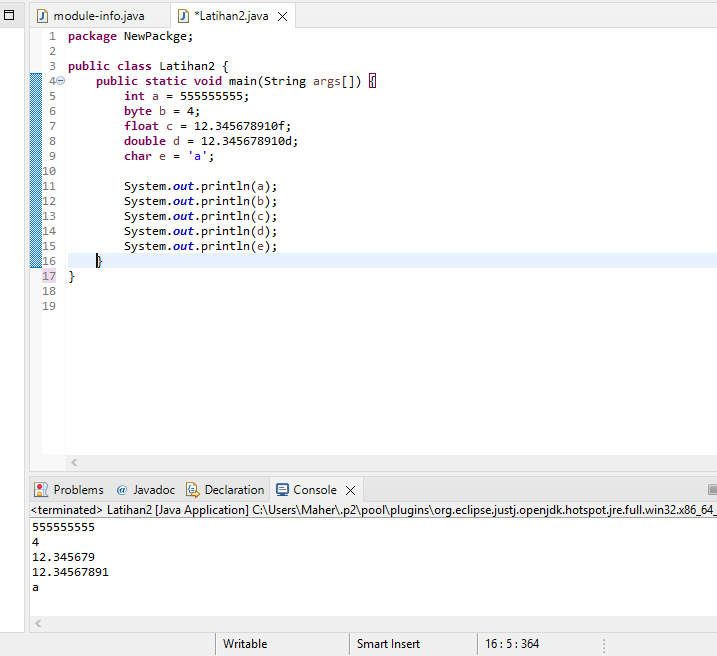 module-info.java *Latihan2.java
1 package NewPackge;
2
3 public class Latihan2 {
4 public static void main(String args[]) {
5 int a = 555555555;
6 byte b = 4;
7 float c = 12.345678910f;
8 double d = 12.345678910d;
9 char e = 'a';
10
11 System.out.println(a);
12 System.out.println(b);
13 System.out.println(c);
14 System.out.println(d);
15 System.out.println(e);
16 }
17 }
18
19
Problems @ Javadoc Declaration Console
<terminated> Latihan2 [Java Application] C:\Users\Maher\.p2\pool\plugins\org.eclipse.justj.openjdk.hotspot.jre.full.win32.x86_64_
555555555
4
12.345679
12.34567891
a
Writable Smart Insert 16 : 5 : 364